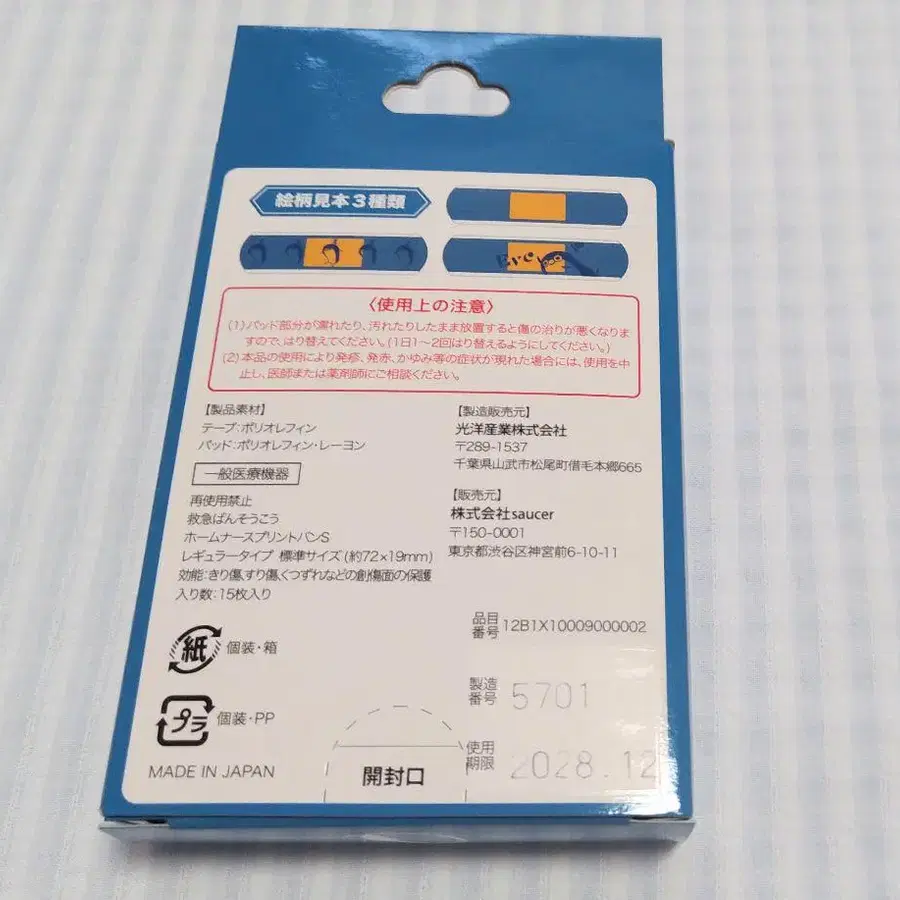 絵柄見本3種類
〈使用上の注意〉
(1)パッド部分が濡れたり、汚れたりしたまま放置すると傷の治りが悪くなりま
すので、はり替えてください。(1日1〜2回はり替えるようにしてください。)
(2)本品の使用により発疹、発赤、かゆみ等の症状が現れた場合には、使用を中
止し、医師または薬剤師にご相談ください。
【製品素材】
テープ:ポリオレフィン
パッド:ポリオレフィン・レーヨン
一般医療機器
再使用禁止
救急ばんそうこう
ホームナースプリントバンS
レギュラータイプ 標準サイズ(約72×19mm)
効能:きり傷、すり傷、くつずれなどの創傷面の保護
入り数:15枚入り
紙 個装・箱
プラ 個装・PP
MADE IN JAPAN
【製造販売元】
光洋産業株式会社
〒289-1537
千葉県山武市松尾町借毛本郷665
【販売元】
株式会社saucer
〒150-0001
東京都渋谷区神宮前6-10-11
品目
番号 12B1X10009000002
製造
番号 5701
使用
期限 2028.12
開封口